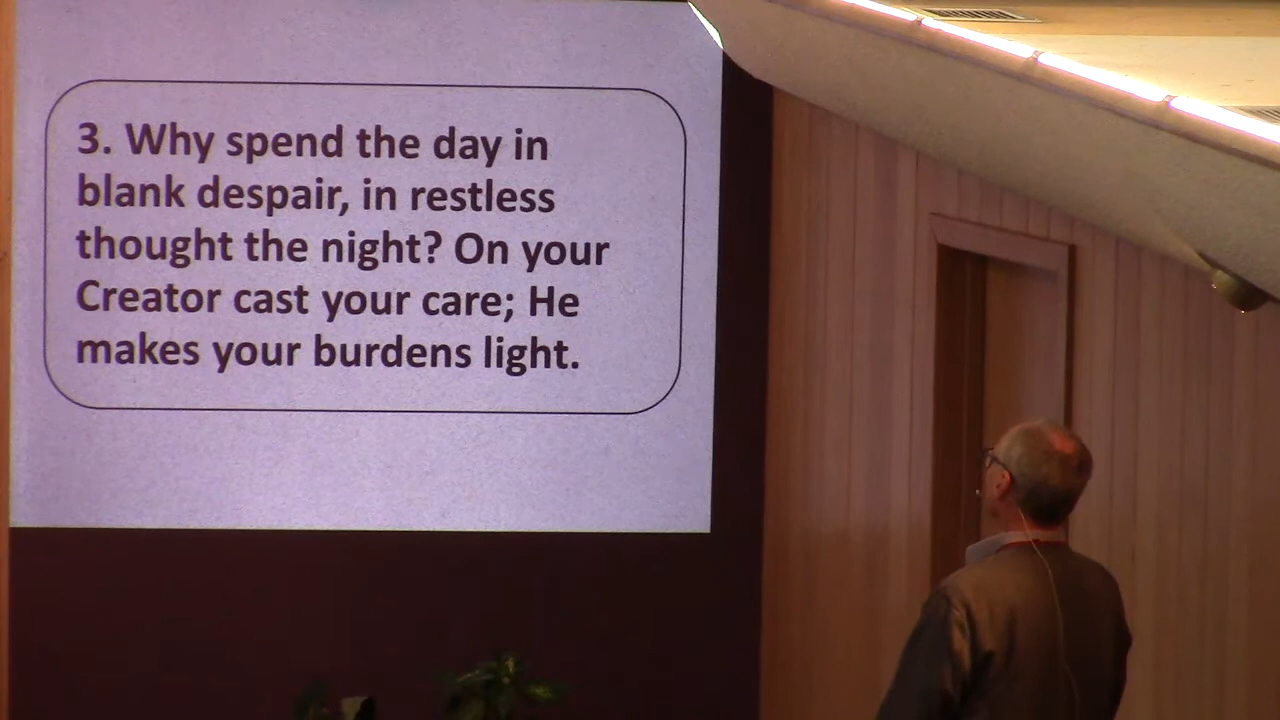 3. Why spend the day in
blank despair, in restless
thought the night? On your
Creator cast your care; He
makes your burdens light.